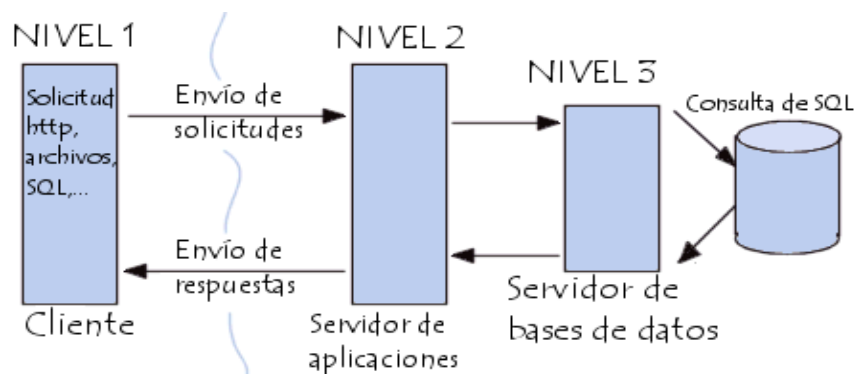 NIVEL 1
NIVEL 2
NIVEL 3
Solicitud
http,
archivos,
SQL,...
Envío de
solicitudes
Consulta de SQL
Envío de
respuestas
Cliente
Servidor de
aplicaciones
Servidor de
bases de datos